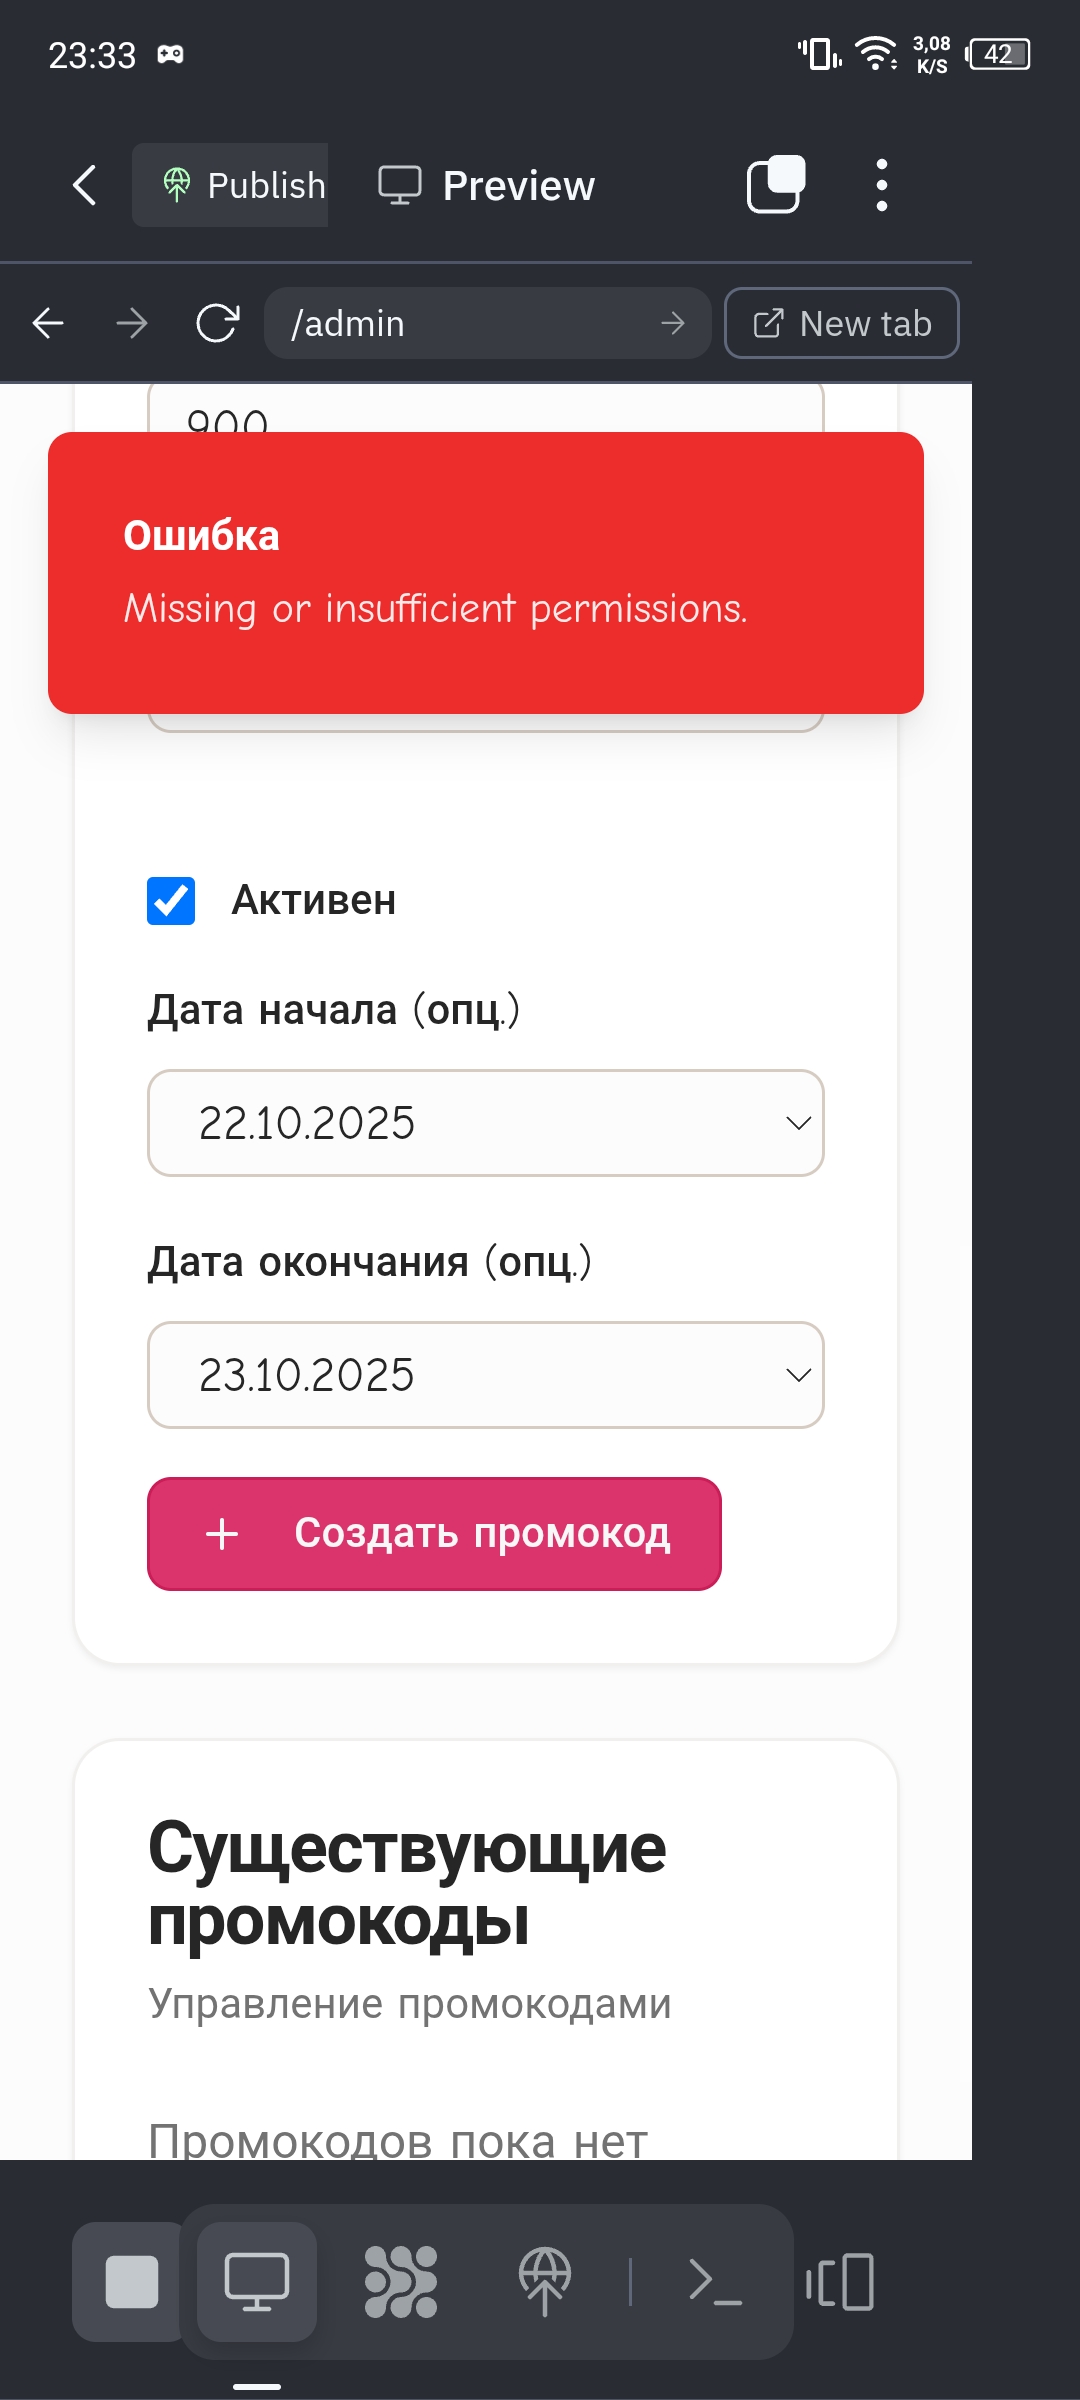 23:33
3,08
K/S
42
Publish
Preview
/admin
New tab
900
Ошибка
Missing or insufficient permissions.
Активен
Дата начала (опц.)
22.10.2025
Дата окончания (опц.)
23.10.2025
Создать промокод
Существующие
промокоды
Управление промокодами
Промокодов пока нет